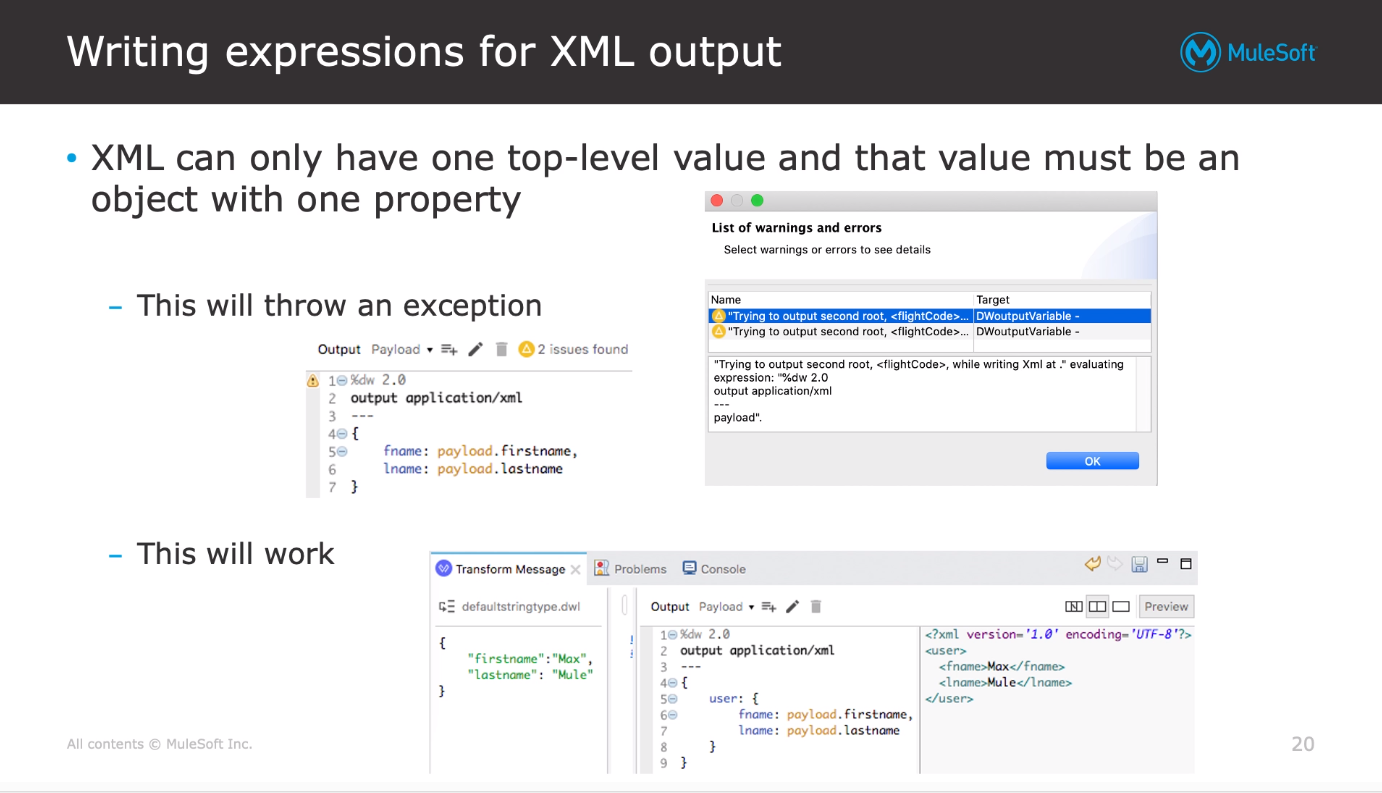 Writing expressions for XML output
MuleSoft
• XML can only have one top-level value and that value must be an
object with one property
List of warnings and errors
Select warnings or errors to see details
Name Target
"Trying to output second root, <flightCode>... DWoutputVariable -
"Trying to output second root, <flightCode>... DWoutputVariable -
"Trying to output second root, <flightCode>, while writing Xml at ." evaluating
expression: "%dw 2.0
output application/xml
---
payload".
OK
– This will throw an exception
Output Payload 2 issues found
1 %dw 2.0
2 output application/xml
3 ---
4 {
5 fname: payload.firstname,
6 lname: payload.lastname
7 }
– This will work
Transform Message Problems Console
defaultstringtype.dwl
{
"firstname":"Max",
"lastname": "Mule"
}
Output Payload Preview
1 %dw 2.0
2 output application/xml
3 ---
4 {
5 user: {
6 fname: payload.firstname,
7 lname: payload.lastname
8 }
9 }
<?xml version='1.0' encoding='UTF-8'?>
<user>
<fname>Max</fname>
<lname>Mule</lname>
</user>
All contents © MuleSoft Inc.
20